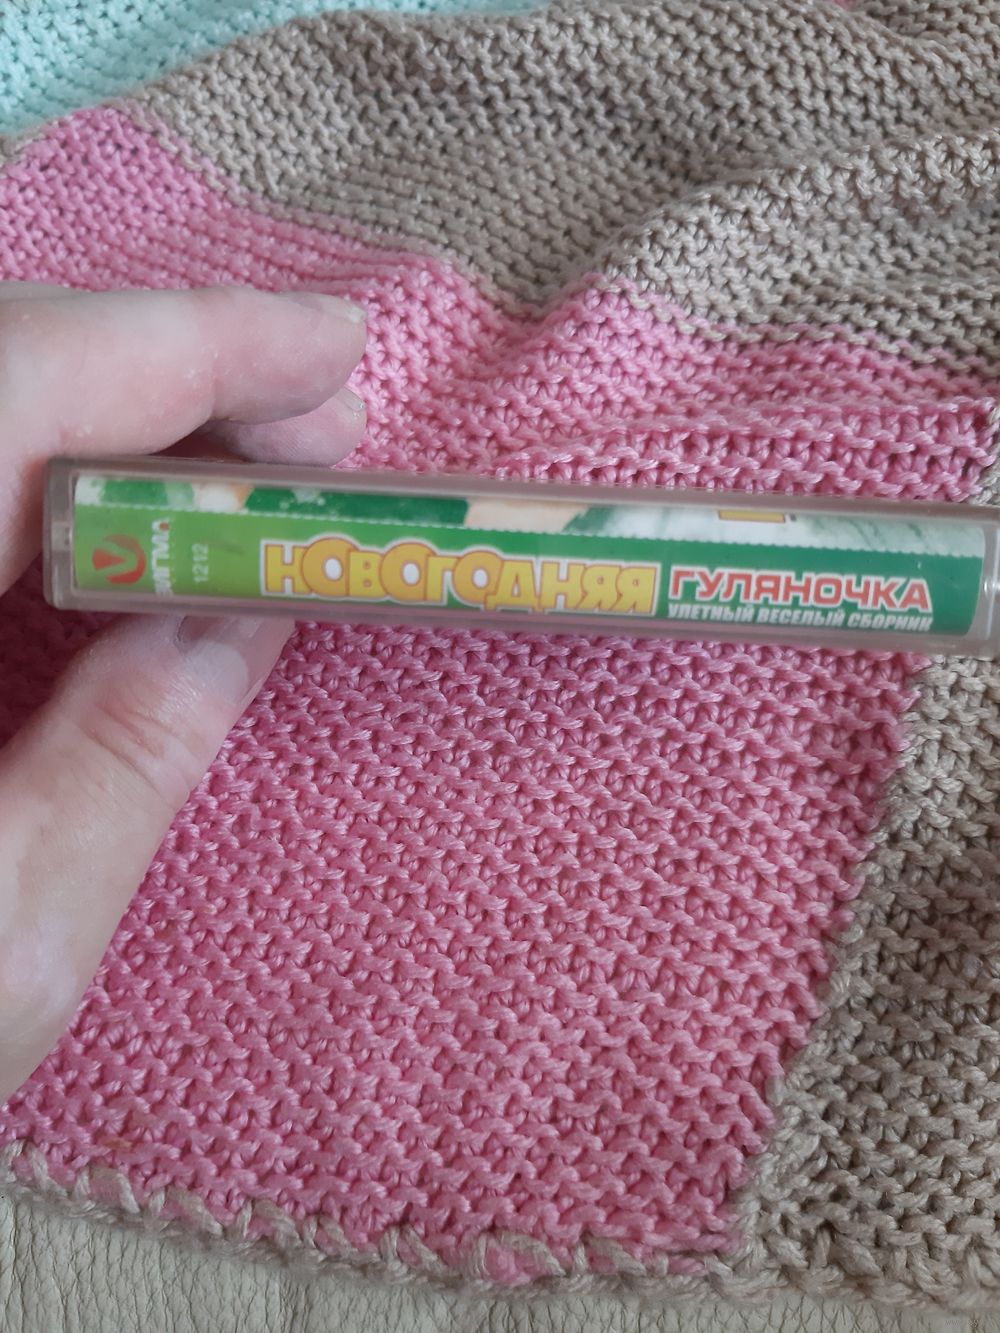 1212
НОВОГОДНЯЯ
ГУЛЯНОЧКА
УЛЕТНЫЙ ВЕСЕЛЫЙ СБОРНИК